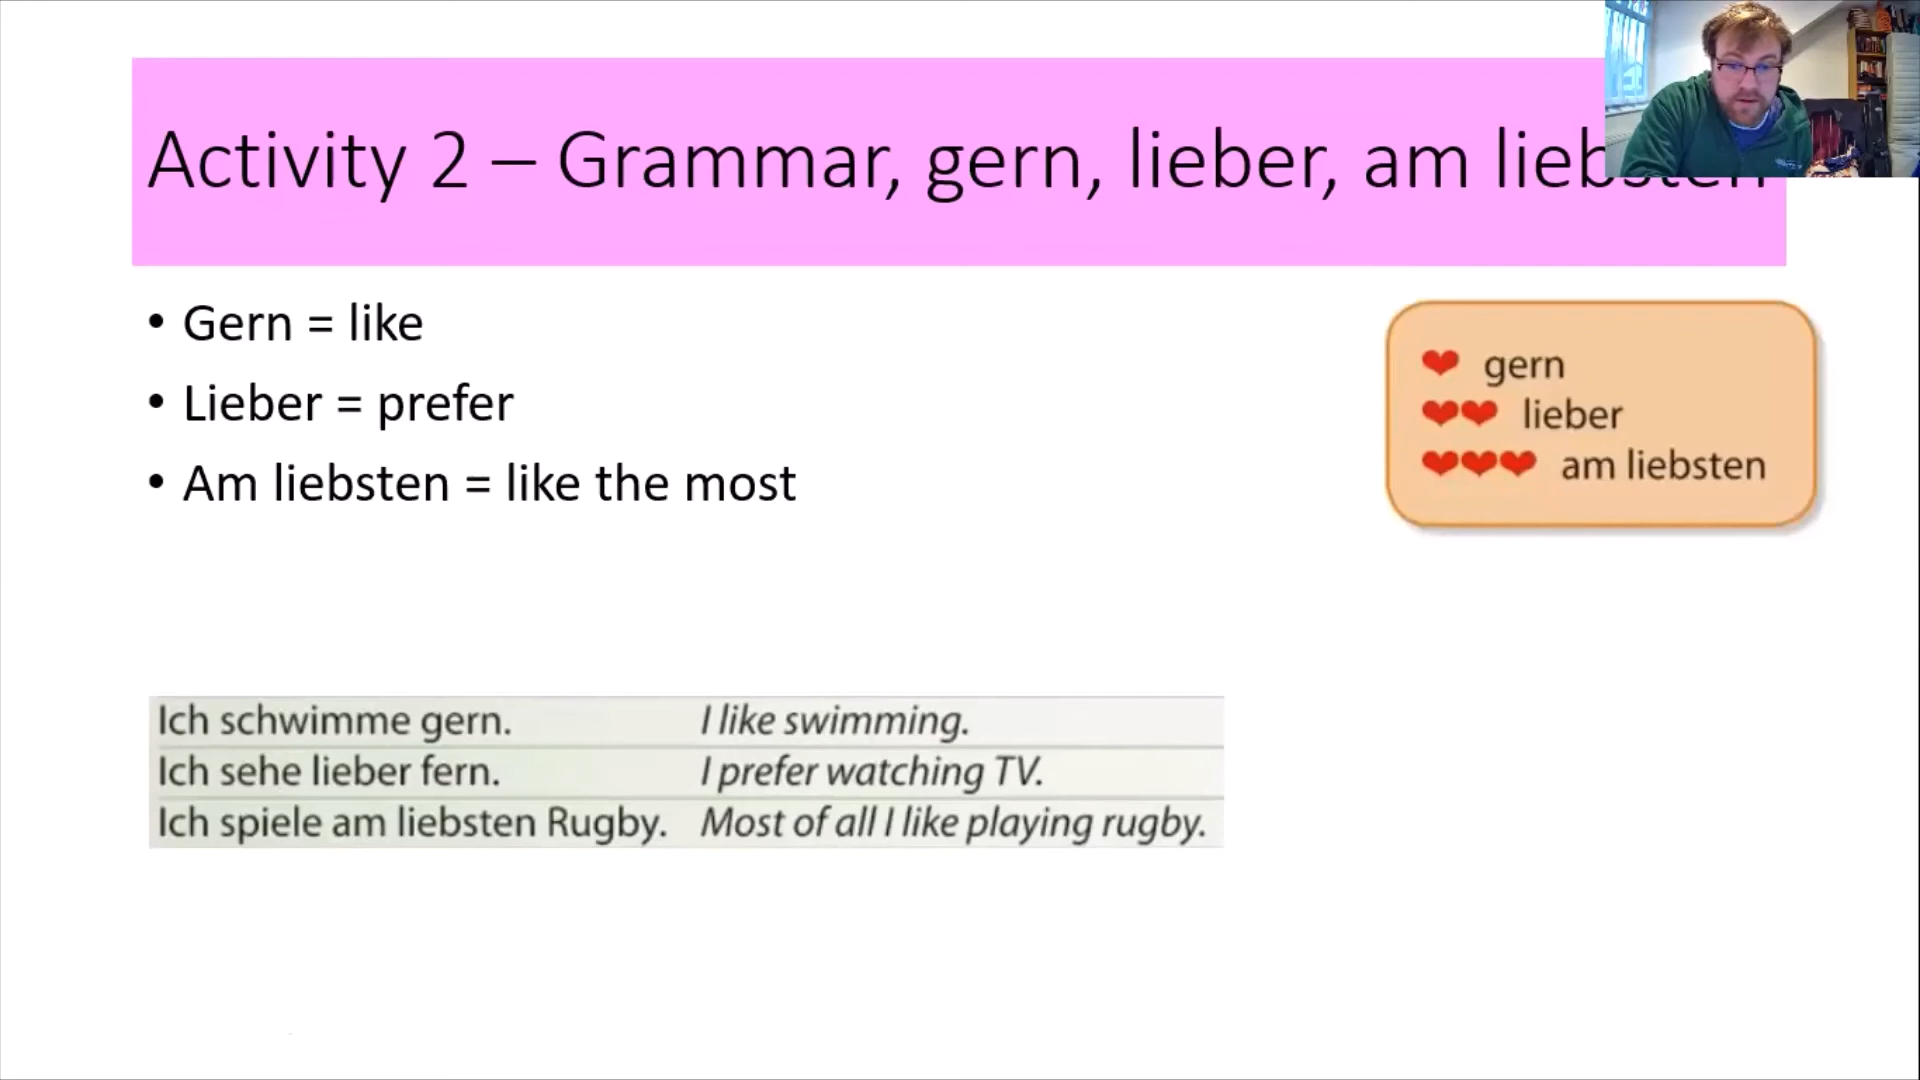 Activity 2 – Grammar, gern, lieber, am liebsten
• Gern = like
• Lieber = prefer
• Am liebsten = like the most
❤ gern
❤❤ lieber
❤❤❤ am liebsten
Ich schwimme gern. I like swimming.
Ich sehe lieber fern. I prefer watching TV.
Ich spiele am liebsten Rugby. Most of all I like playing rugby.